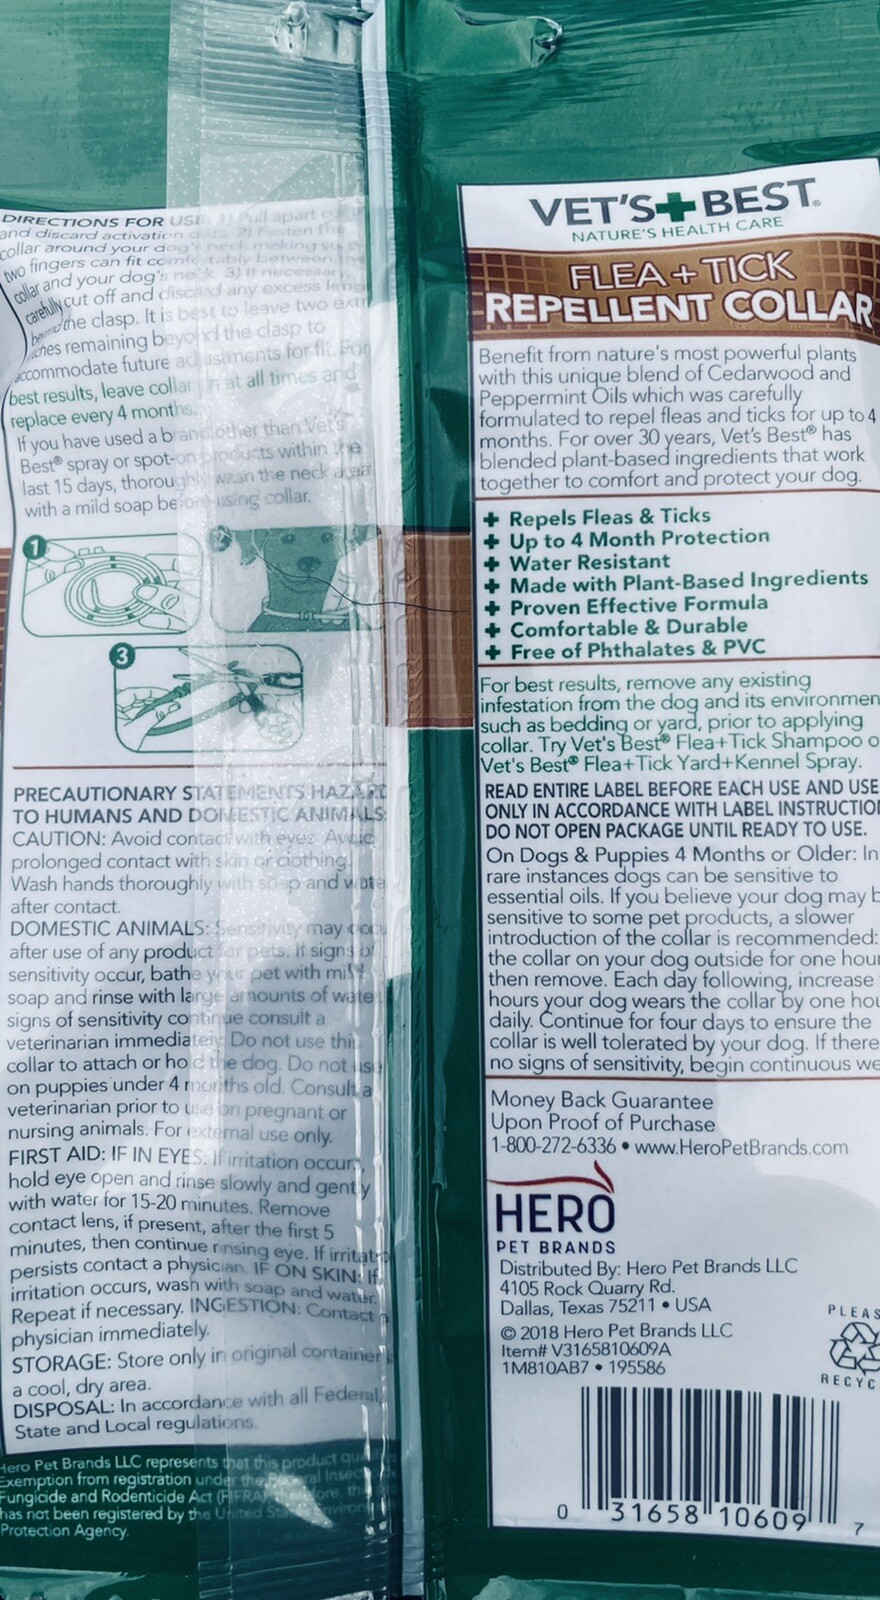 DIRECTIONS FOR USE 1) Pull apart
and discard activation 2) Fasten the
collar around your dog's neck making
two fingers can fit comfortably between the
collar and your dog's neck. 3) If necessary,
carefully cut off and discard any excess
the clasp. It is best to leave two extr
remaining beyond the clasp to
accommodate future adjustments for fit. For
best results, leave collar on at all times and
replace every 4 months.
If you have used a brand other than Vet's
Best® spray or spot-on products within the
last 15 days, thoroughly wash the neck area
with a mild soap before using collar.
1
2
3
PRECAUTIONARY STATEMENTS HAZARD
TO HUMANS AND DOMESTIC ANIMALS:
CAUTION: Avoid contact with eyes. Avoid
prolonged contact with skin or clothing.
Wash hands thoroughly with soap and wate
after contact.
DOMESTIC ANIMALS: Sensitivity may occu
after use of any product for pets. If signs of
sensitivity occur, bathe your pet with mild
soap and rinse with large amounts of wate
signs of sensitivity continue consult a
veterinarian immediately. Do not use this
collar to attach or hold the dog. Do not use
on puppies under 4 months old. Consult a
veterinarian prior to use on pregnant or
nursing animals. For external use only.
FIRST AID: IF IN EYES: If irritation occurs,
hold eye open and rinse slowly and gently
with water for 15-20 minutes. Remove
contact lens, if present, after the first 5
minutes, then continue rinsing eye. If irritatio
persists contact a physician. IF ON SKIN: If
irritation occurs, wash with soap and water.
Repeat if necessary. INGESTION: Contact a
physician immediately.
STORAGE: Store only in original container
a cool, dry area.
DISPOSAL: In accordance with all Federal,
State and Local regulations.
Hero Pet Brands LLC represents that this product qua
Exemption from registration under the Federal Insect
Fungicide and Rodenticide Act (FIFRA)
has not been registered by the United States Environ
Protection Agency.
VET'S+BEST®
NATURE'S HEALTH CARE
FLEA + TICK
REPELLENT COLLAR
Benefit from nature's most powerful plants
with this unique blend of Cedarwood and
Peppermint Oils which was carefully
formulated to repel fleas and ticks for up to 4
months. For over 30 years, Vet's Best® has
blended plant-based ingredients that work
together to comfort and protect your dog.
+ Repels Fleas & Ticks
+ Up to 4 Month Protection
+ Water Resistant
+ Made with Plant-Based Ingredients
+ Proven Effective Formula
+ Comfortable & Durable
+ Free of Phthalates & PVC
For best results, remove any existing
infestation from the dog and its environmen
such as bedding or yard, prior to applying
collar. Try Vet's Best® Flea+Tick Shampoo o
Vet's Best® Flea+Tick Yard+Kennel Spray.
READ ENTIRE LABEL BEFORE EACH USE AND USE
ONLY IN ACCORDANCE WITH LABEL INSTRUCTIO
DO NOT OPEN PACKAGE UNTIL READY TO USE.
On Dogs & Puppies 4 Months or Older: In
rare instances dogs can be sensitive to
essential oils. If you believe your dog may b
sensitive to some pet products, a slower
introduction of the collar is recommended:
the collar on your dog outside for one hour
then remove. Each day following, increase
hours your dog wears the collar by one hou
daily. Continue for four days to ensure the
collar is well tolerated by your dog. If there
no signs of sensitivity, begin continuous we
Money Back Guarantee
Upon Proof of Purchase
1-800-272-6336 • www.HeroPetBrands.com
HERO
PET BRANDS
Distributed By: Hero Pet Brands LLC
4105 Rock Quarry Rd.
Dallas, Texas 75211 • USA
© 2018 Hero Pet Brands LLC
Item# V3165810609A
1M810AB7 • 195586
PLEAS
RECYC
0 31658 10609 7